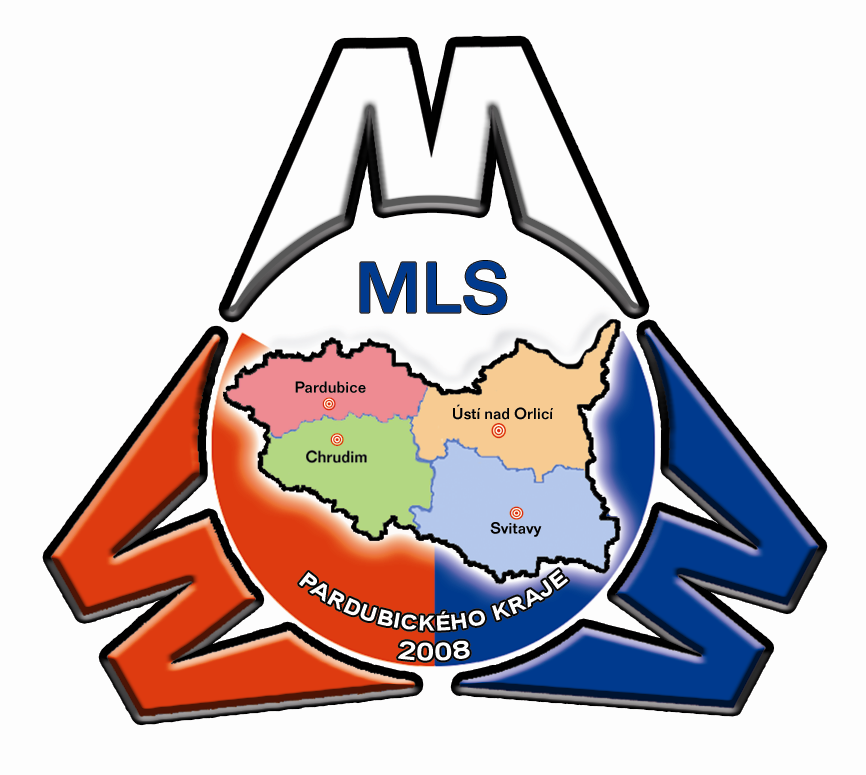 MLS
Pardubice
Ústí nad Orlicí
Chrudim
Svitavy
PARDUBICKÉHO KRAJE
2008